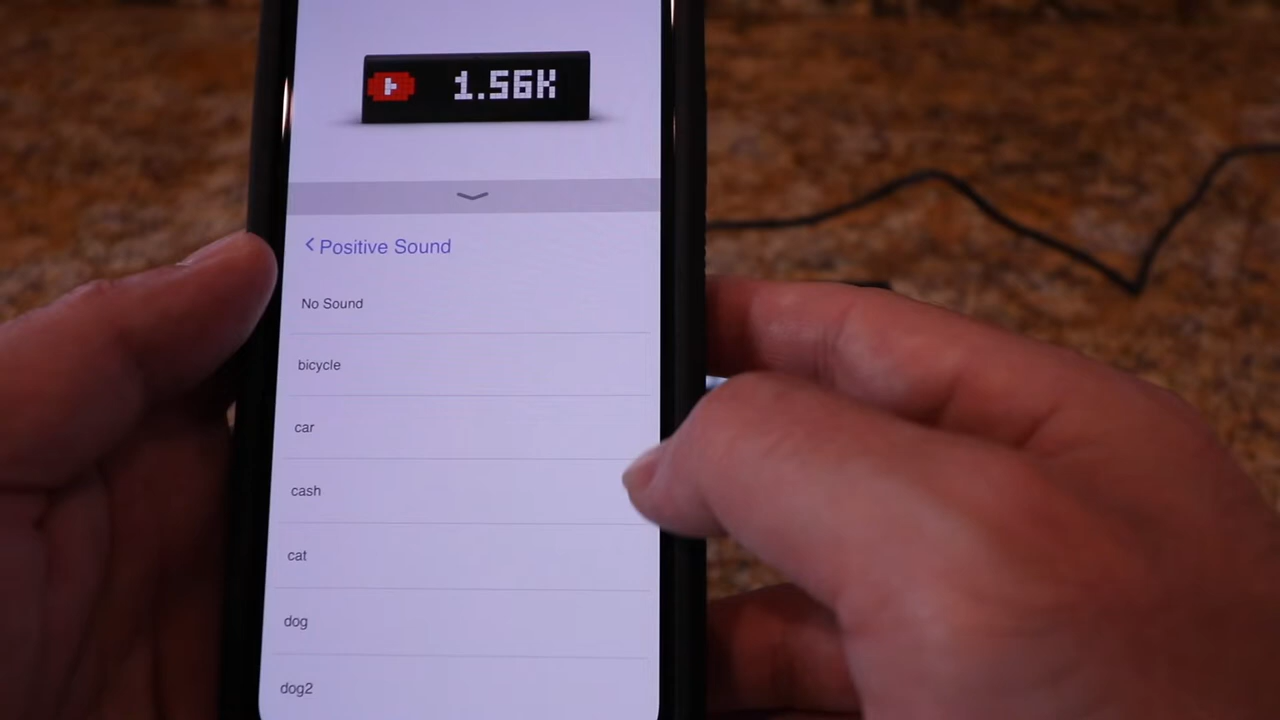 1.56K
Positive Sound
No Sound
bicycle
car
cash
cat
dog
dog2